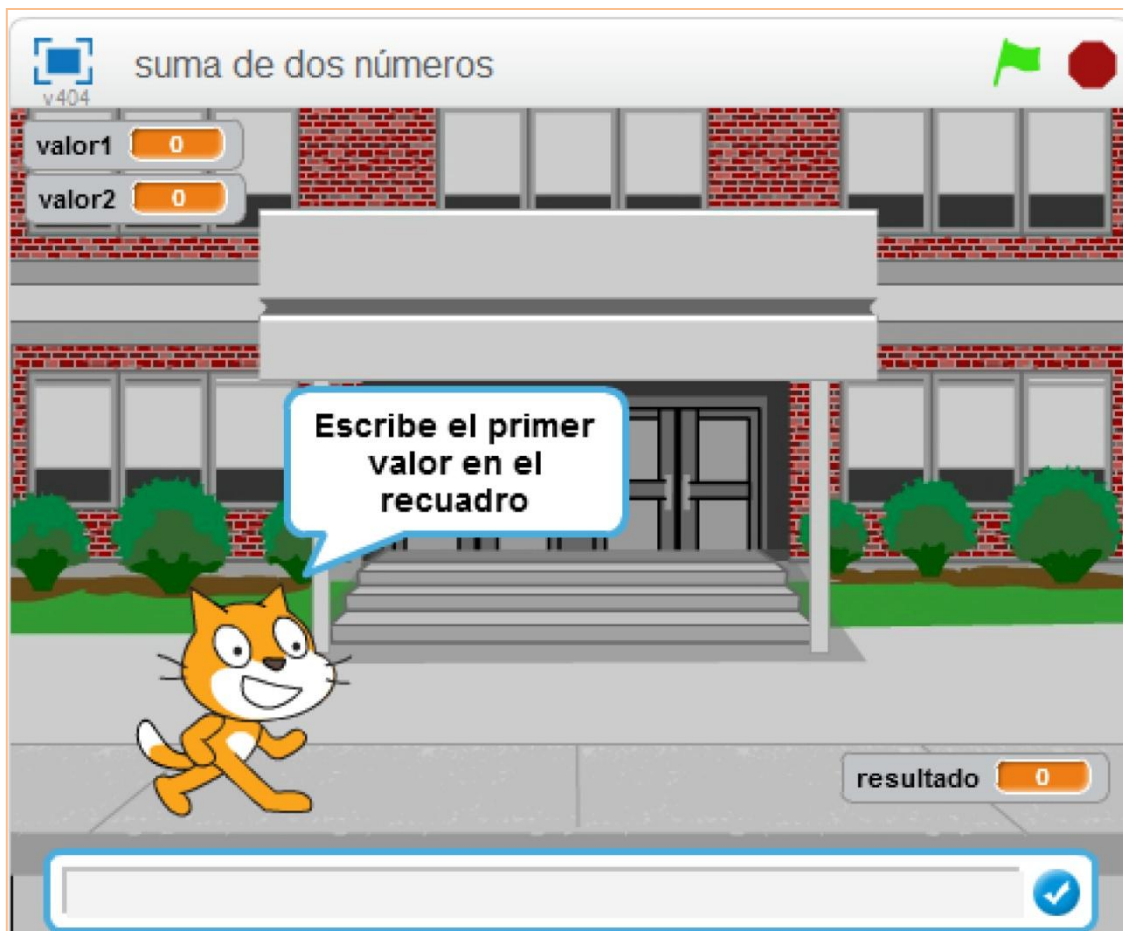 suma de dos números
v404
valor1 0
valor2 0
Escribe el primer
valor en el
recuadro
resultado 0